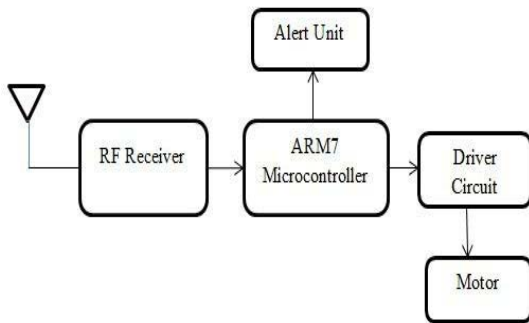 Alert Unit
RF Receiver
ARM7
Microcontroller
Driver
Circuit
Motor